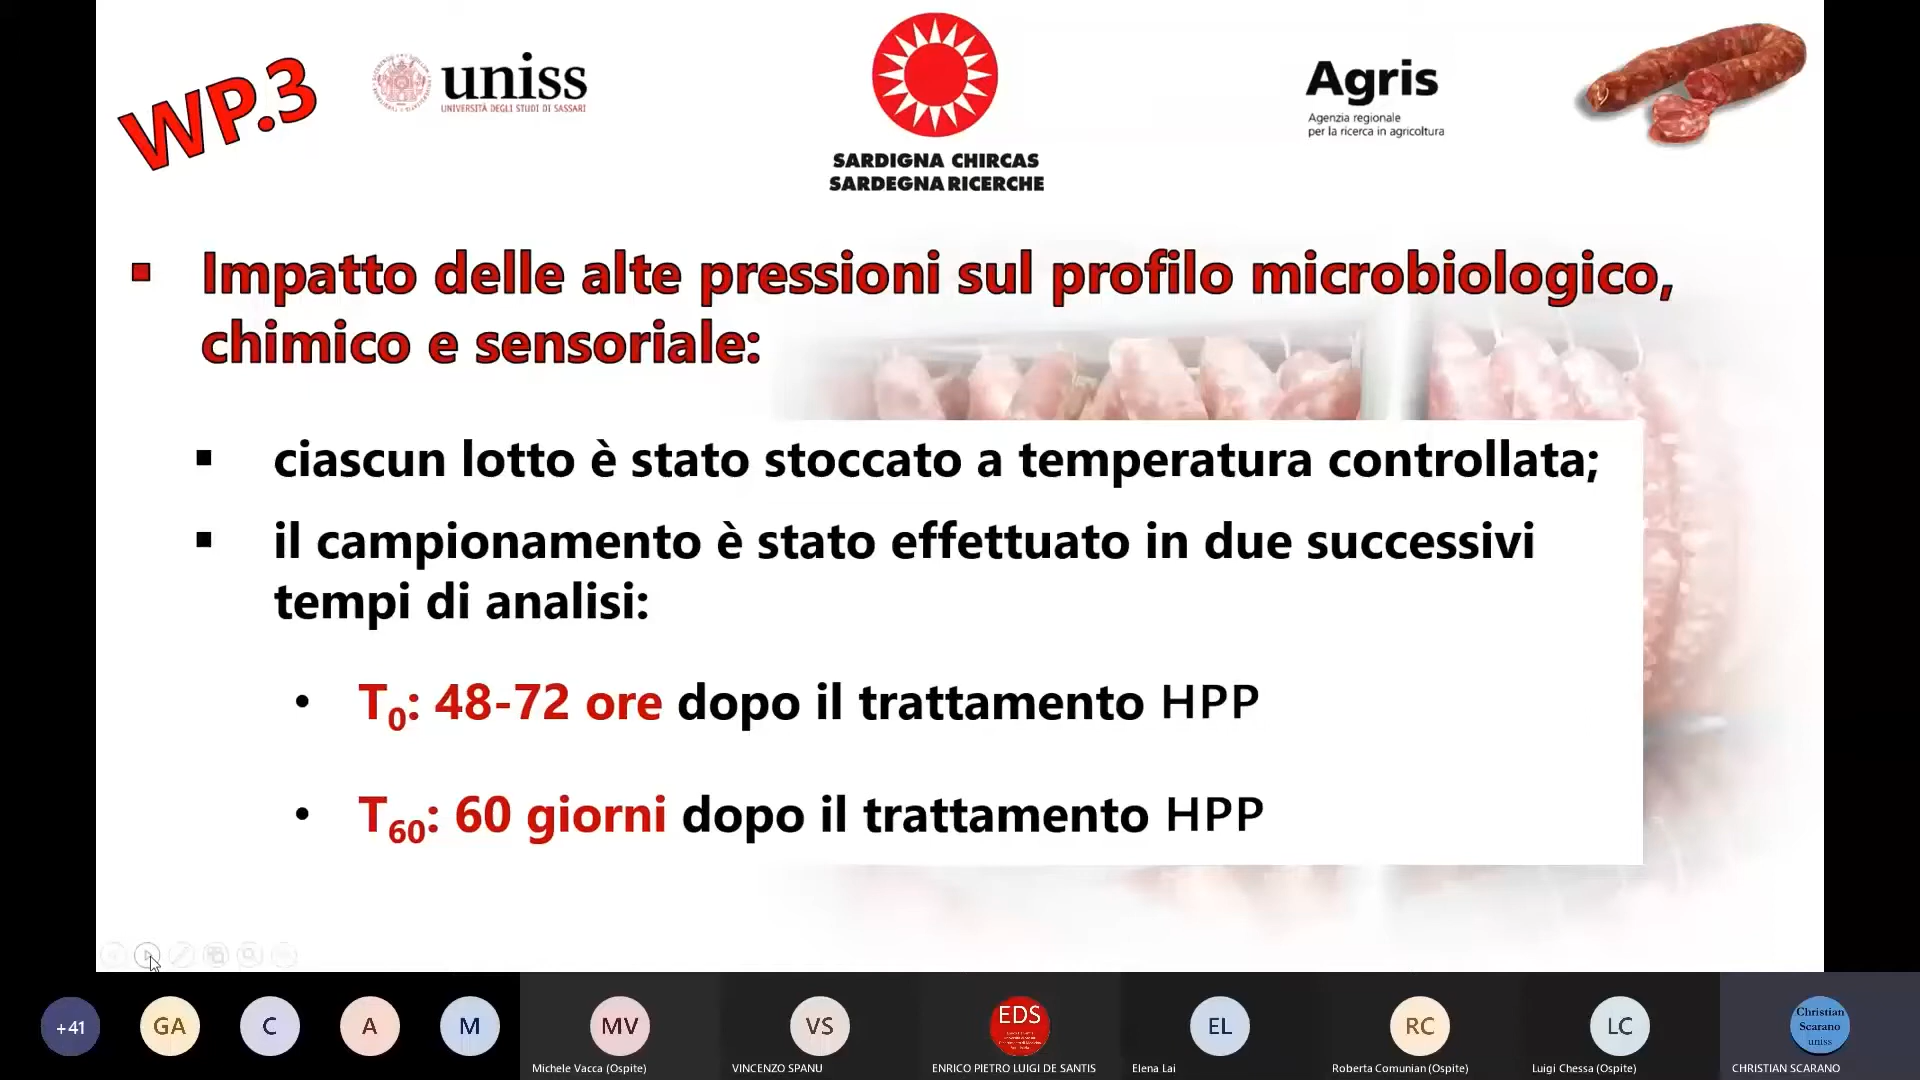 WP.3
uniss
UNIVERSITÀ DEGLI STUDI DI SASSARI
SARDIGNA CHIRCAS
SARDEGNA RICERCHE
Agris
Agenzia regionale
per la ricerca in agricoltura
▪ Impatto delle alte pressioni sul profilo microbiologico,
chimico e sensoriale:
▪ ciascun lotto è stato stoccato a temperatura controllata;
▪ il campionamento è stato effettuato in due successivi
tempi di analisi:
• T0: 48-72 ore dopo il trattamento HPP
• T60: 60 giorni dopo il trattamento HPP
+41
GA
C
A
M
MV
Michele Vacca (Ospite)
VS
VINCENZO SPANU
EDS
ENRICO PIETRO LUIGI DE SANTIS
EL
Elena Lai
RC
Roberta Comunian (Ospite)
LC
Luigi Chessa (Ospite)
Christian
Scarano
uniss
CHRISTIAN SCARANO